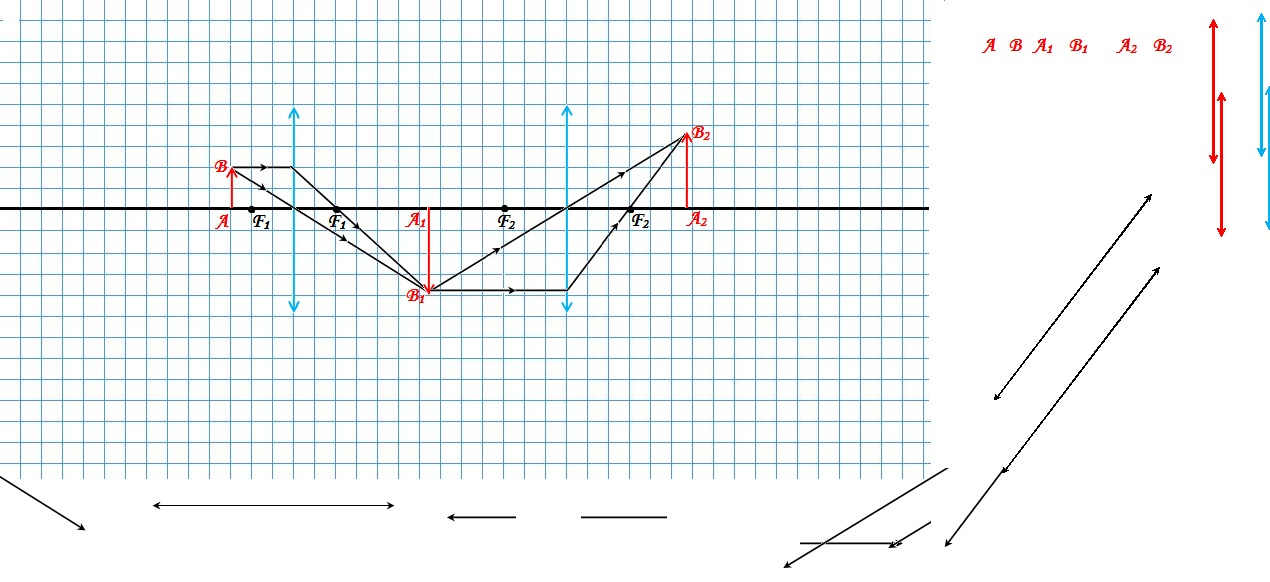 A B A₁ B₁ A₂ B₂
B₂
B
A F₁ F₁ A₁ F₂ F₂ A₂
B₁